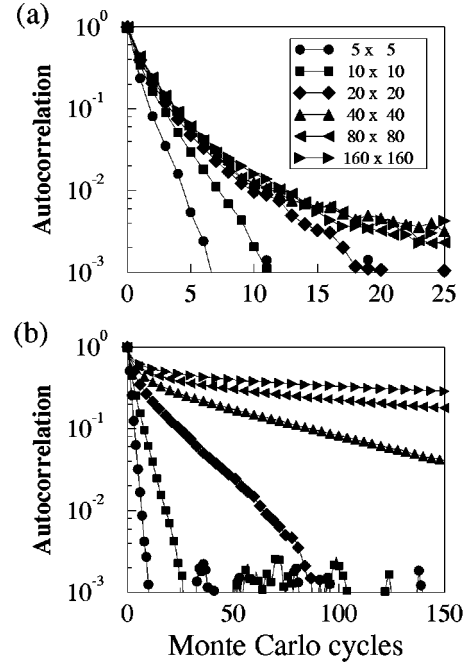 (a)
Autocorrelation
10^0
10^-1
10^-2
10^-3
5 x 5
10 x 10
20 x 20
40 x 40
80 x 80
160 x 160
0 5 10 15 20 25
(b)
Autocorrelation
10^0
10^-1
10^-2
10^-3
0 50 100 150
Monte Carlo cycles